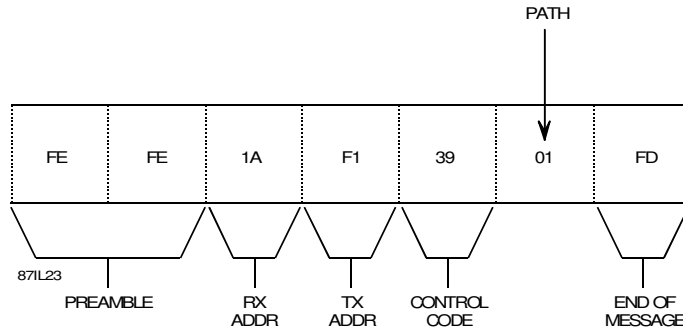 PATH
FE FE 1A F1 39 01 FD
87IL23
PREAMBLE
RX
ADDR
TX
ADDR
CONTROL
CODE
END OF
MESSAGE